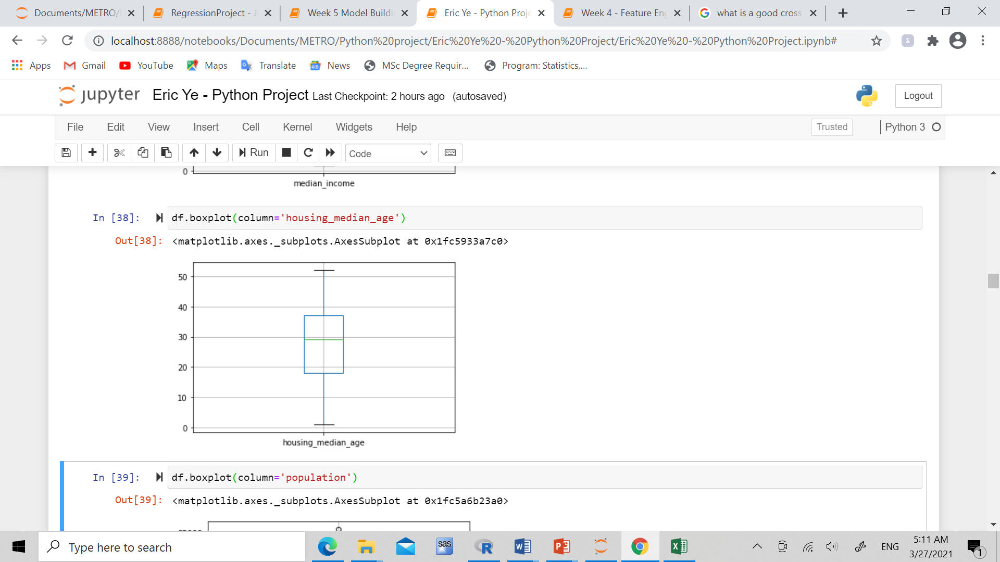 Documents/METRO/
RegressionProject - J
Week 5 Model Buildi
Eric Ye - Python Proje
Week 4 - Feature Eng
what is a good cross
localhost:8888/notebooks/Documents/METRO/Python%20project/Eric%20Ye%20-%20Python%20Project/Eric%20Ye%20-%20Python%20Project.ipynb#
Apps Gmail YouTube Maps Translate News MSc Degree Requir... Program: Statistics,...
jupyter Eric Ye - Python Project Last Checkpoint: 2 hours ago (autosaved) Logout
File Edit View Insert Cell Kernel Widgets Help Trusted Python 3
Run Code
0
median_income
In [38]: df.boxplot(column='housing_median_age')
Out[38]: <matplotlib.axes._subplots.AxesSubplot at 0x1fc5933a7c0>
50
40
30
20
10
0
housing_median_age
In [39]: df.boxplot(column='population')
Out[39]: <matplotlib.axes._subplots.AxesSubplot at 0x1fc5a6b23a0>
Type here to search
sas
ENG
5:11 AM
3/27/2021
1